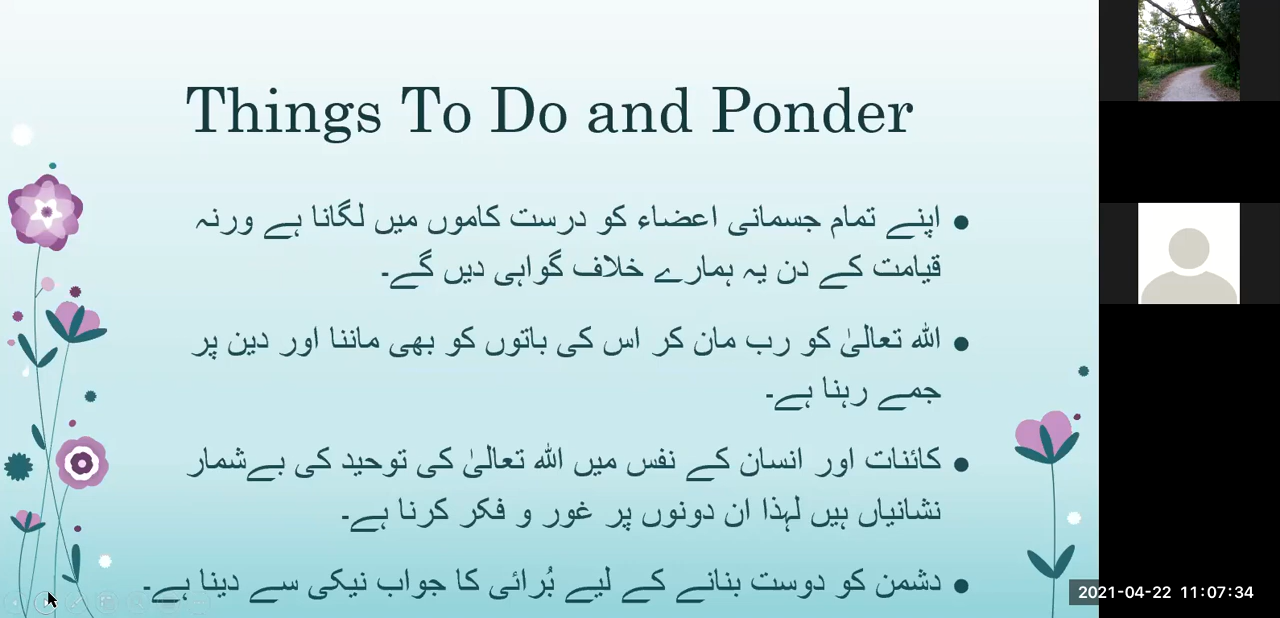 Things To Do and Ponder
• اپنے تمام جسمانی اعضاء کو درست کاموں میں لگانا ہے ورنہ
قیامت کے دن یہ ہمارے خلاف گواہی دیں گے۔
• اللہ تعالیٰ کو رب مان کر اس کی باتوں کو بھی ماننا اور دین پر
جمے رہنا ہے۔
• کائنات اور انسان کے نفس میں اللہ تعالیٰ کی توحید کی بےشمار
نشانیاں ہیں لہذا ان دونوں پر غور و فکر کرنا ہے۔
• دشمن کو دوست بنانے کے لیے بُرائی کا جواب نیکی سے دینا ہے۔
2021-04-22 11:07:34